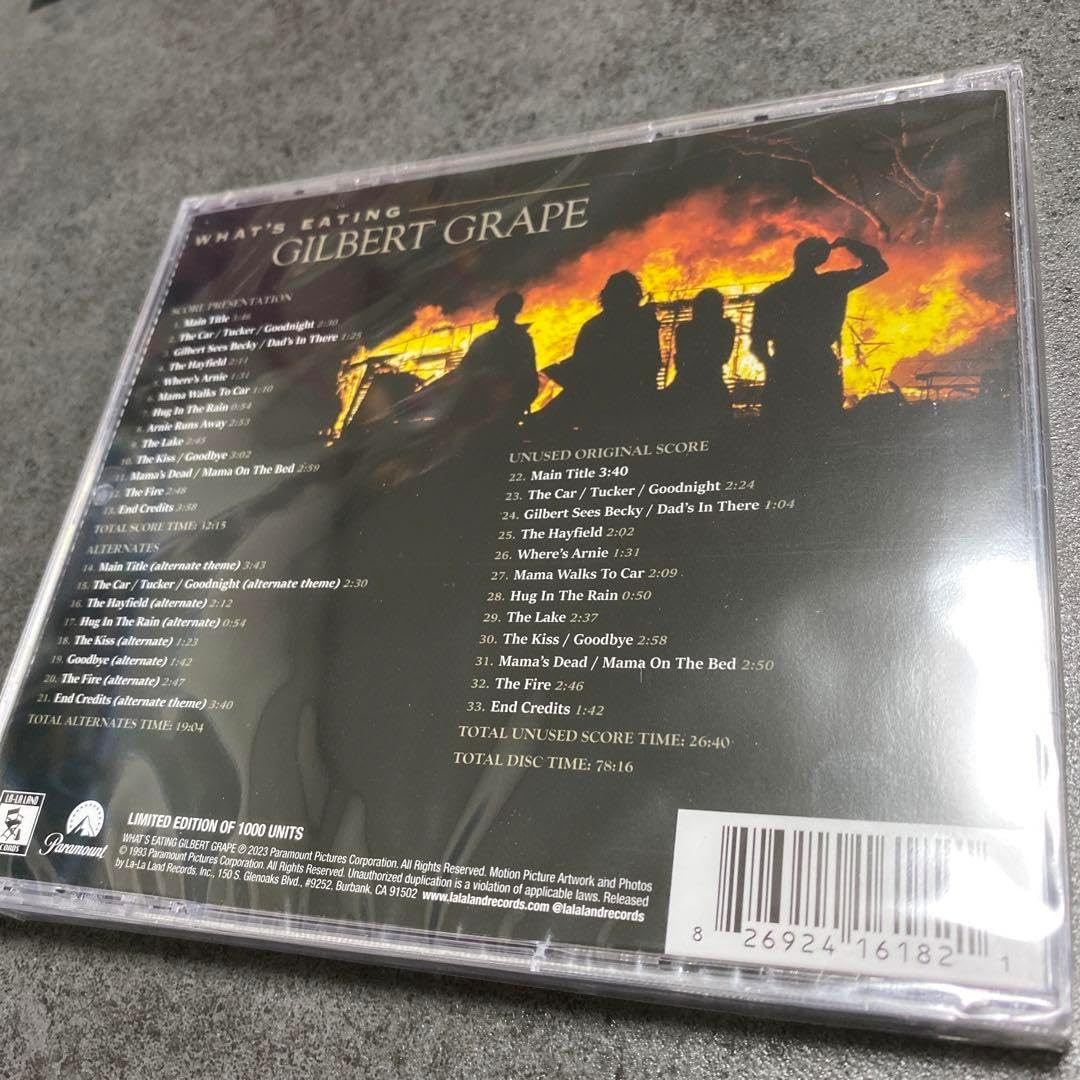 WHAT'S EATING
GILBERT GRAPE
SCORE PRESENTATION
1. Main Title 3:46
2. The Car / Tucker / Goodnight 2:30
3. Gilbert Sees Becky / Dad's In There 1:25
4. The Hayfield 2:11
5. Where's Arnie 1:31
6. Mama Walks To Car 1:10
7. Hug In The Rain 0:54
8. Arnie Runs Away 2:53
9. The Lake 2:45
10. The Kiss / Goodbye 3:02
11. Mama's Dead / Mama On The Bed 2:59
12. The Fire 2:48
13. End Credits 3:58
TOTAL SCORE TIME: 32:15
ALTERNATES
14. Main Title (alternate theme) 3:43
15. The Car / Tucker / Goodnight (alternate theme) 2:30
16. The Hayfield (alternate) 2:12
17. Hug In The Rain (alternate) 0:54
18. The Kiss (alternate) 1:23
19. Goodbye (alternate) 1:42
20. The Fire (alternate) 2:47
21. End Credits (alternate theme) 3:40
TOTAL ALTERNATES TIME: 19:04
UNUSED ORIGINAL SCORE
22. Main Title 3:40
23. The Car / Tucker / Goodnight 2:24
24. Gilbert Sees Becky / Dad's In There 1:04
25. The Hayfield 2:02
26. Where's Arnie 1:31
27. Mama Walks To Car 2:09
28. Hug In The Rain 0:50
29. The Lake 2:37
30. The Kiss / Goodbye 2:58
31. Mama's Dead / Mama On The Bed 2:50
32. The Fire 2:46
33. End Credits 1:42
TOTAL UNUSED SCORE TIME: 26:40
TOTAL DISC TIME: 78:16
LA-LA LAND
CORDS
Paramount
LIMITED EDITION OF 1000 UNITS
WHAT'S EATING GILBERT GRAPE ℗ 2023 Paramount Pictures Corporation. All Rights Reserved. Motion Picture Artwork and Photos
© 1993 Paramount Pictures Corporation. All Rights Reserved. Unauthorized duplication is a violation of applicable laws. Released
by La-La Land Records, Inc., 150 S. Glenoaks Blvd., #9252, Burbank, CA 91502 www.lalalandrecords.com @lalalandrecords
8 26924 16182 1